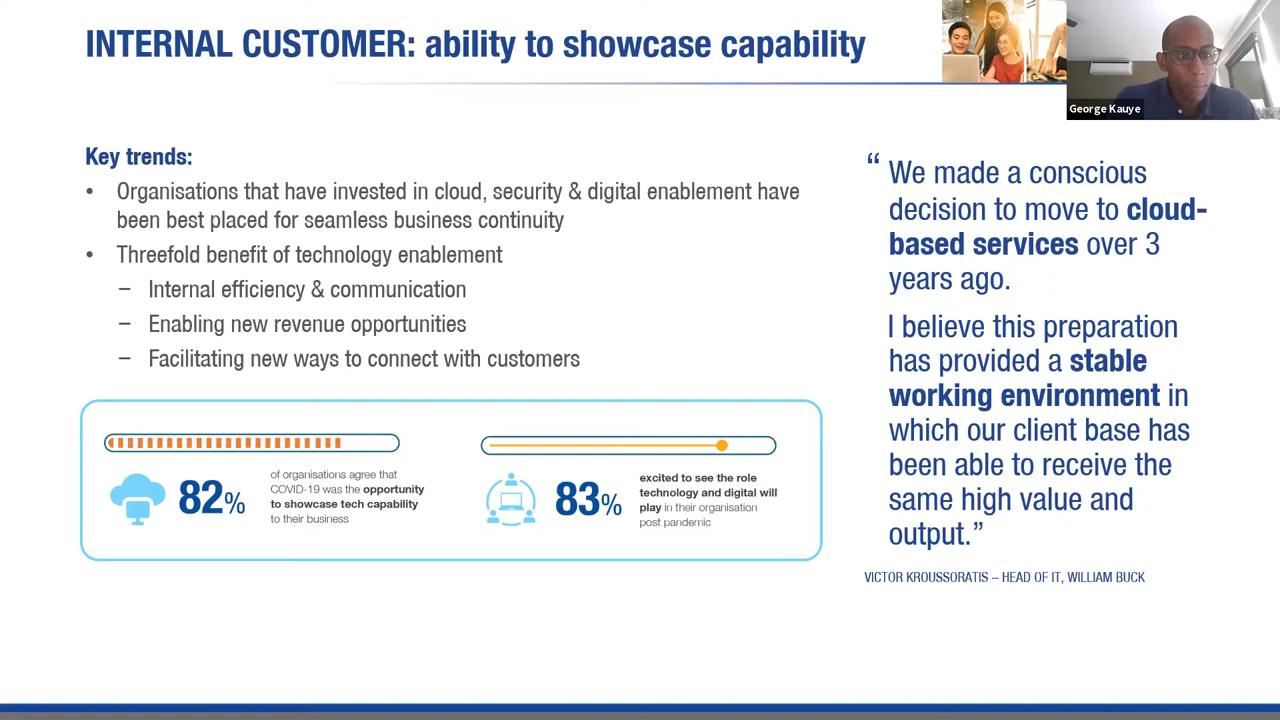 INTERNAL CUSTOMER: ability to showcase capability
George Kauye
Key trends:
• Organisations that have invested in cloud, security & digital enablement have
been best placed for seamless business continuity
• Threefold benefit of technology enablement
– Internal efficiency & communication
– Enabling new revenue opportunities
– Facilitating new ways to connect with customers
82%
of organisations agree that
COVID-19 was the opportunity
to showcase tech capability
to their business
83%
excited to see the role
technology and digital will
play in their organisation
post pandemic
“ We made a conscious
decision to move to cloud-
based services over 3
years ago.
I believe this preparation
has provided a stable
working environment in
which our client base has
been able to receive the
same high value and
output.”
VICTOR KROUSSORATIS – HEAD OF IT, WILLIAM BUCK